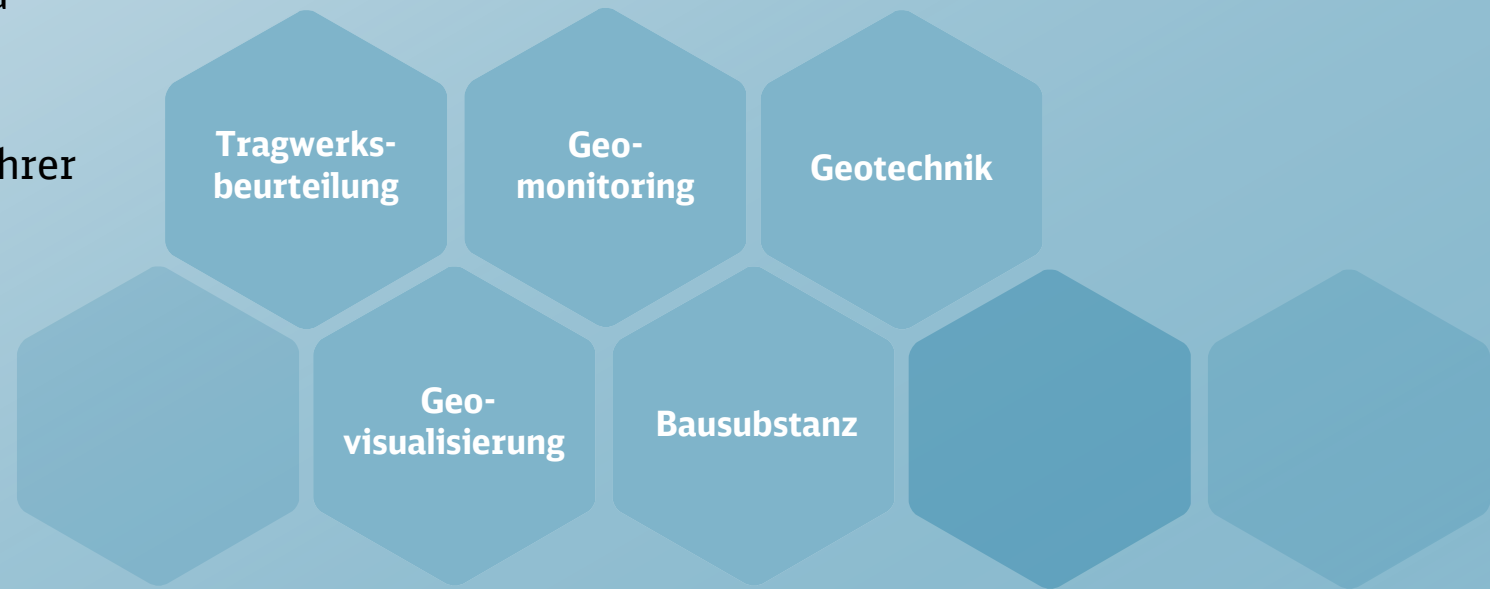 hrer
Tragwerks-
beurteilung
Geo-
monitoring
Geotechnik
Geo-
visualisierung
Bausubstanz